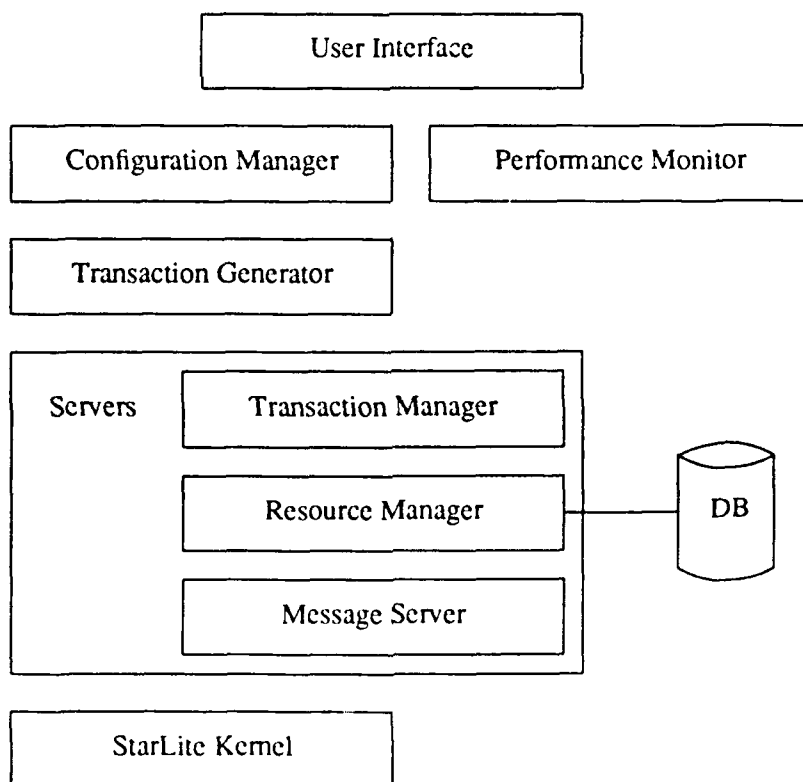 User Interface
Configuration Manager
Performance Monitor
Transaction Generator
Servers
Transaction Manager
Resource Manager
DB
Message Server
StarLite Kernel